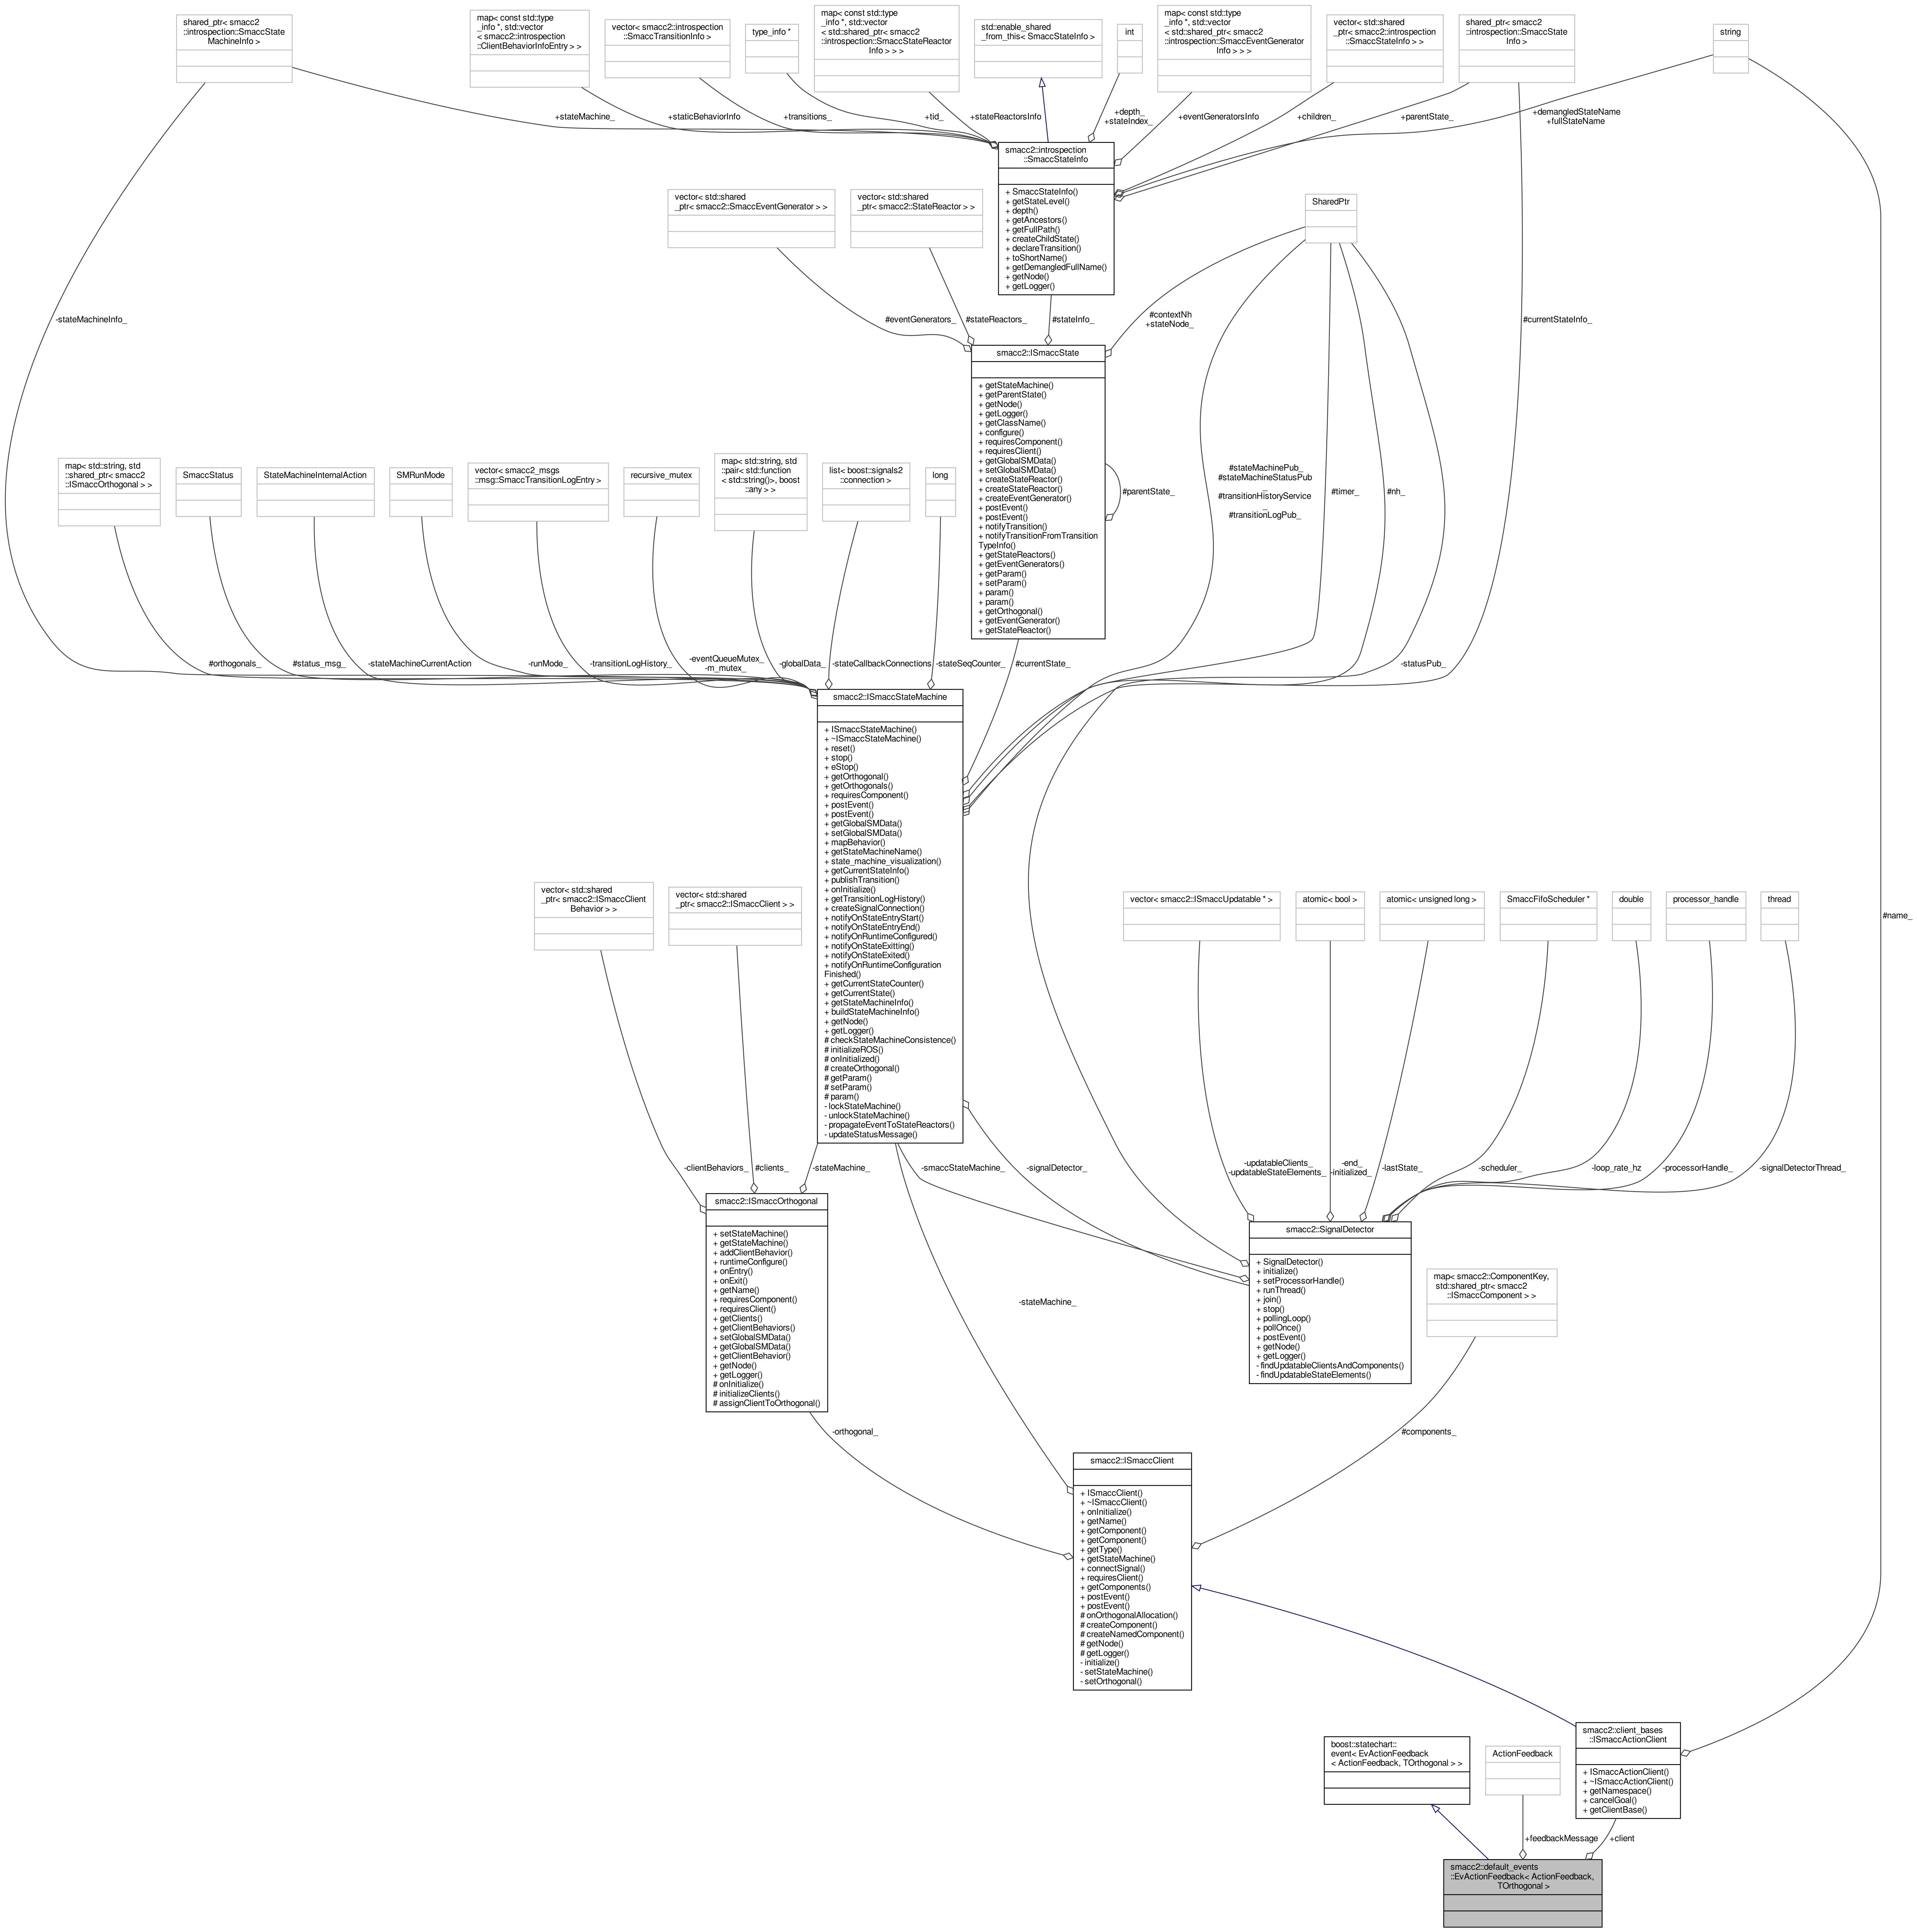 shared_ptr< smacc2
::introspection::SmaccState
MachineInfo >
map< const std::type
_info *, std::vector
< smacc2::introspection
::ClientBehaviorInfoEntry > >
vector< smacc2::introspection
::SmaccTransitionInfo >
type_info *
map< const std::type
_info *, std::vector
< std::shared_ptr< smacc2
::introspection::SmaccStateReactor
Info > > >
std::enable_shared
_from_this< SmaccStateInfo >
int
map< const std::type
_info *, std::vector
< std::shared_ptr< smacc2
::introspection::SmaccEventGenerator
Info > > >
vector< std::shared
_ptr< smacc2::introspection
::SmaccStateInfo > >
shared_ptr< smacc2
::introspection::SmaccState
Info >
string
+stateMachine_
+staticBehaviorInfo
+transitions_
+tid_
+stateReactorsInfo
+depth_
+stateIndex_
+eventGeneratorsInfo
+children_
+parentState_
+demangledStateName
+fullStateName
smacc2::introspection
::SmaccStateInfo
+ SmaccStateInfo()
+ getStateLevel()
+ depth()
+ getAncestors()
+ getFullPath()
+ createChildState()
+ declareTransition()
+ toShortName()
+ getDemangledFullName()
+ getNode()
+ getLogger()
vector< std::shared
_ptr< smacc2::SmaccEventGenerator > >
vector< std::shared
_ptr< smacc2::StateReactor > >
SharedPtr
-stateMachineInfo_
#eventGenerators_
#stateReactors_
#stateInfo_
#contextNh
+stateNode_
#currentStateInfo_
smacc2::ISmaccState
+ getStateMachine()
+ getParentState()
+ getNode()
+ getLogger()
+ getClassName()
+ configure()
+ requiresComponent()
+ requiresClient()
+ getGlobalSMData()
+ setGlobalSMData()
+ createStateReactor()
+ createStateReactor()
+ createEventGenerator()
+ postEvent()
+ postEvent()
+ notifyTransition()
+ notifyTransitionFromTransition
TypeInfo()
+ getStateReactors()
+ getEventGenerators()
+ getParam()
+ setParam()
+ param()
+ param()
+ getOrthogonal()
+ getEventGenerator()
+ getStateReactor()
#parentState_
#stateMachinePub_
#stateMachineStatusPub
_
#transitionHistoryService
_
#transitionLogPub_
#timer_
#nh_
map< std::string, std
::shared_ptr< smacc2
::ISmaccOrthogonal > >
SmaccStatus
StateMachineInternalAction
SMRunMode
vector< smacc2_msgs
::msg::SmaccTransitionLogEntry >
recursive_mutex
map< std::string, std
::pair< std::function
< std::string()>, boost
::any > >
list< boost::signals2
::connection >
long
#orthogonals_
#status_msg_
-stateMachineCurrentAction
-runMode_
-transitionLogHistory_
-eventQueueMutex_
-m_mutex_
-globalData_
-stateCallbackConnections
-stateSeqCounter_
#currentState_
-statusPub_
smacc2::ISmaccStateMachine
+ ISmaccStateMachine()
+ ~ISmaccStateMachine()
+ reset()
+ stop()
+ eStop()
+ getOrthogonal()
+ getOrthogonals()
+ requiresComponent()
+ postEvent()
+ postEvent()
+ getGlobalSMData()
+ setGlobalSMData()
+ mapBehavior()
+ getStateMachineName()
+ state_machine_visualization()
+ getCurrentStateInfo()
+ publishTransition()
+ onInitialize()
+ getTransitionLogHistory()
+ createSignalConnection()
+ notifyOnStateEntryStart()
+ notifyOnStateEntryEnd()
+ notifyOnRuntimeConfigured()
+ notifyOnStateExitting()
+ notifyOnStateExited()
+ notifyOnRuntimeConfiguration
Finished()
+ getCurrentStateCounter()
+ getCurrentState()
+ getStateMachineInfo()
+ buildStateMachineInfo()
+ getNode()
+ getLogger()
# checkStateMachineConsistence()
# initializeROS()
# onInitialized()
# createOrthogonal()
# getParam()
# setParam()
# param()
- lockStateMachine()
- unlockStateMachine()
- propagateEventToStateReactors()
- updateStatusMessage()
vector< std::shared
_ptr< smacc2::ISmaccClient
Behavior > >
vector< std::shared
_ptr< smacc2::ISmaccClient > >
vector< smacc2::ISmaccUpdatable * >
atomic< bool >
atomic< unsigned long >
SmaccFifoScheduler *
double
processor_handle
thread
#name_
-clientBehaviors_
#clients_
-stateMachine_
-smaccStateMachine_
-signalDetector_
-updatableClients_
-updatableStateElements_
-end_
-initialized_
-lastState_
-scheduler_
-loop_rate_hz
-processorHandle_
-signalDetectorThread_
smacc2::ISmaccOrthogonal
+ setStateMachine()
+ getStateMachine()
+ addClientBehavior()
+ runtimeConfigure()
+ onEntry()
+ onExit()
+ getName()
+ requiresComponent()
+ requiresClient()
+ getClients()
+ getClientBehaviors()
+ setGlobalSMData()
+ getGlobalSMData()
+ getClientBehavior()
+ getNode()
+ getLogger()
# onInitialize()
# initializeClients()
# assignClientToOrthogonal()
smacc2::SignalDetector
+ SignalDetector()
+ initialize()
+ setProcessorHandle()
+ runThread()
+ join()
+ stop()
+ pollingLoop()
+ pollOnce()
+ postEvent()
+ getNode()
+ getLogger()
- findUpdatableClientsAndComponents()
- findUpdatableStateElements()
map< smacc2::ComponentKey,
std::shared_ptr< smacc2
::ISmaccComponent > >
-stateMachine_
-orthogonal_
#components_
smacc2::ISmaccClient
+ ISmaccClient()
+ ~ISmaccClient()
+ onInitialize()
+ getName()
+ getComponent()
+ getComponent()
+ getType()
+ getStateMachine()
+ connectSignal()
+ requiresClient()
+ getComponents()
+ postEvent()
+ postEvent()
# onOrthogonalAllocation()
# createComponent()
# createNamedComponent()
# getNode()
# getLogger()
- initialize()
- setStateMachine()
- setOrthogonal()
smacc2::client_bases
::ISmaccActionClient
+ ISmaccActionClient()
+ ~ISmaccActionClient()
+ getNamespace()
+ cancelGoal()
+ getClientBase()
boost::statechart::
event< EvActionFeedback
< ActionFeedback, TOrthogonal > >
ActionFeedback
+feedbackMessage
+client
smacc2::default_events
::EvActionFeedback< ActionFeedback,
TOrthogonal >